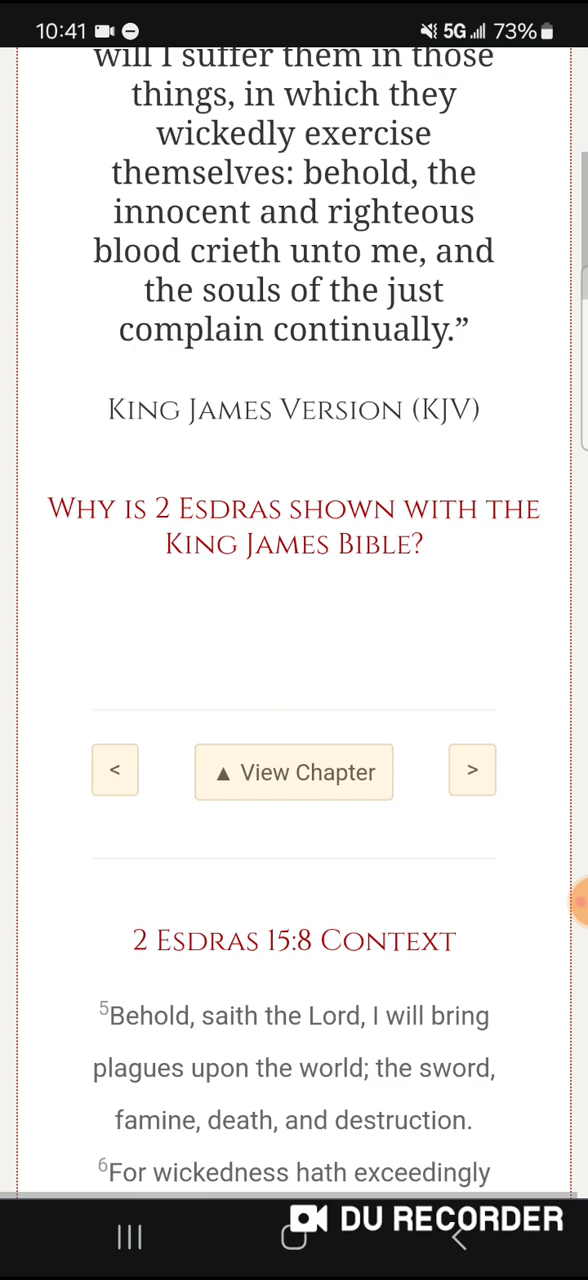 10:41 5G 73%
will I suffer them in those
things, in which they
wickedly exercise
themselves: behold, the
innocent and righteous
blood crieth unto me, and
the souls of the just
complain continually.”
King James Version (KJV)
Why is 2 Esdras shown with the
King James Bible?
< ▲ View Chapter >
2 Esdras 15:8 Context
5Behold, saith the Lord, I will bring
plagues upon the world; the sword,
famine, death, and destruction.
6For wickedness hath exceedingly
DU RECORDER